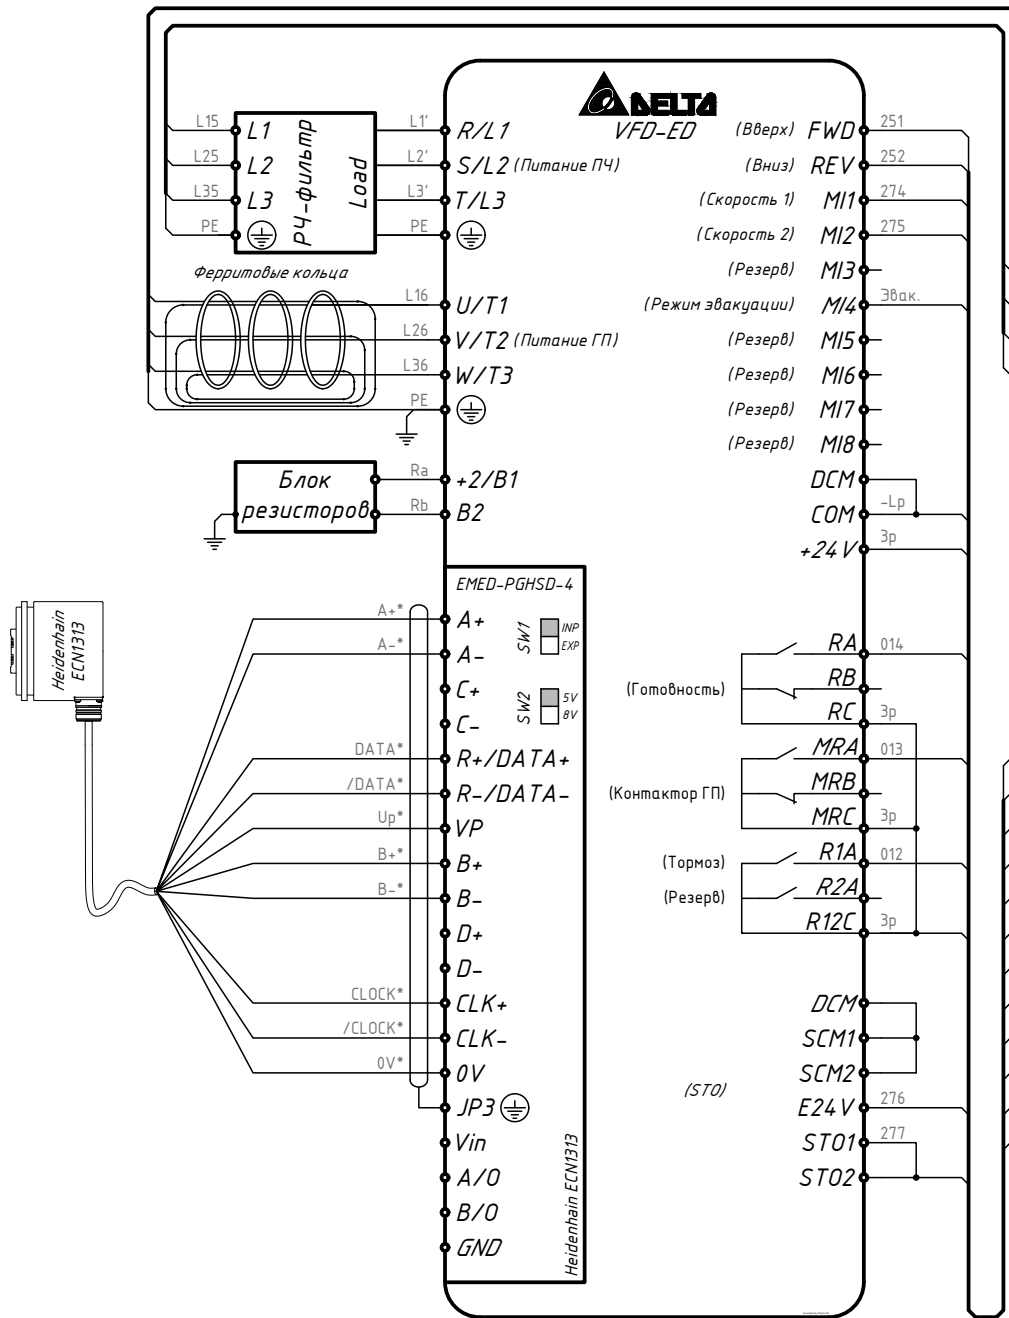 DELTA
VFD-ED
L15 L1 L1' R/L1
L25 L2 L2' S/L2 (Питание ПЧ)
L35 L3 L3' T/L3
PE PE
РЧ-фильтр
Load
Ферритовые кольца
L16 U/T1
L26 V/T2 (Питание ГП)
L36 W/T3
PE
Блок
резисторов
Ra +2/B1
Rb B2
(Вверх) FWD 251
(Вниз) REV 252
(Скорость 1) MI1 274
(Скорость 2) MI2 275
(Резерв) MI3
(Режим эвакуации) MI4 Эвак.
(Резерв) MI5
(Резерв) MI6
(Резерв) MI7
(Резерв) MI8
DCM
COM -Lp
+24V 3p
EMED-PGHSD-4
Heidenhain
ECN1313
A+* A+
A-* A-
C+
C-
DATA* R+/DATA+
/DATA* R-/DATA-
Up* VP
B+* B+
B-* B-
D+
D-
CLOCK* CLK+
/CLOCK* CLK-
0V* 0V
JP3
Vin
A/O
B/O
GND
SW1 INP
EXP
SW2 5V
8V
Heidenhain ECN1313
RA 014
(Готовность) RB
RC 3p
MRA 013
(Контактор ГП) MRB
MRC 3p
(Тормоз) R1A 012
(Резерв) R2A
R12C 3p
DCM
SCM1
SCM2
(STO)
E24V 276
STO1 277
STO2